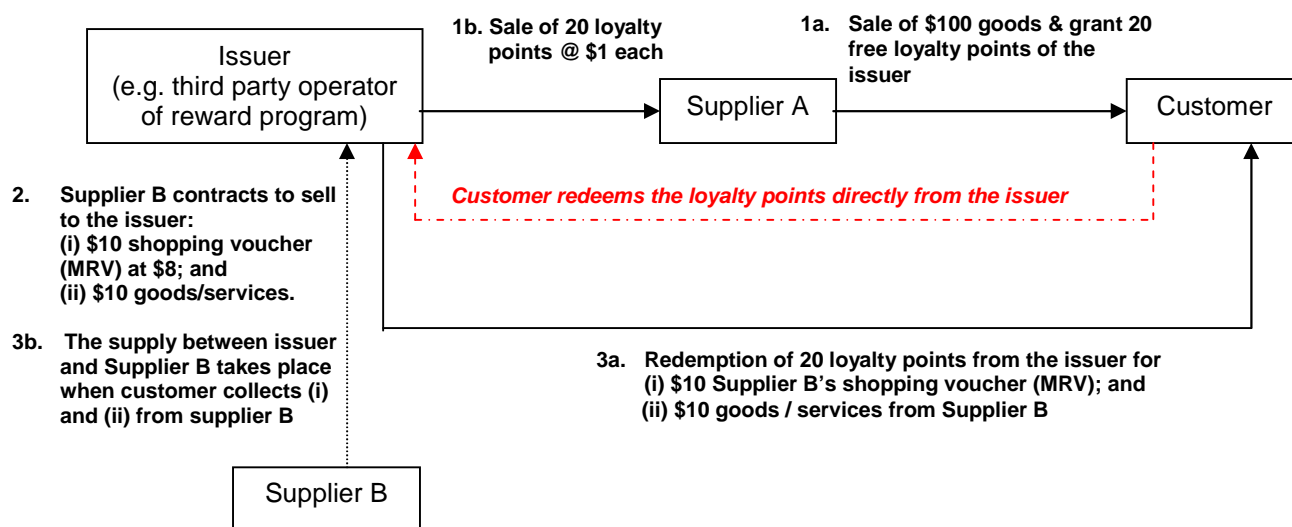 Issuer
(e.g. third party operator
of reward program)
1b. Sale of 20 loyalty
points @ $1 each
Supplier A
1a. Sale of $100 goods & grant 20
free loyalty points of the
issuer
Customer
Customer redeems the loyalty points directly from the issuer
2. Supplier B contracts to sell
to the issuer:
(i) $10 shopping voucher
(MRV) at $8; and
(ii) $10 goods/services.
3b. The supply between issuer
and Supplier B takes place
when customer collects (i)
and (ii) from supplier B
3a. Redemption of 20 loyalty points from the issuer for
(i) $10 Supplier B's shopping voucher (MRV); and
(ii) $10 goods / services from Supplier B
Supplier B